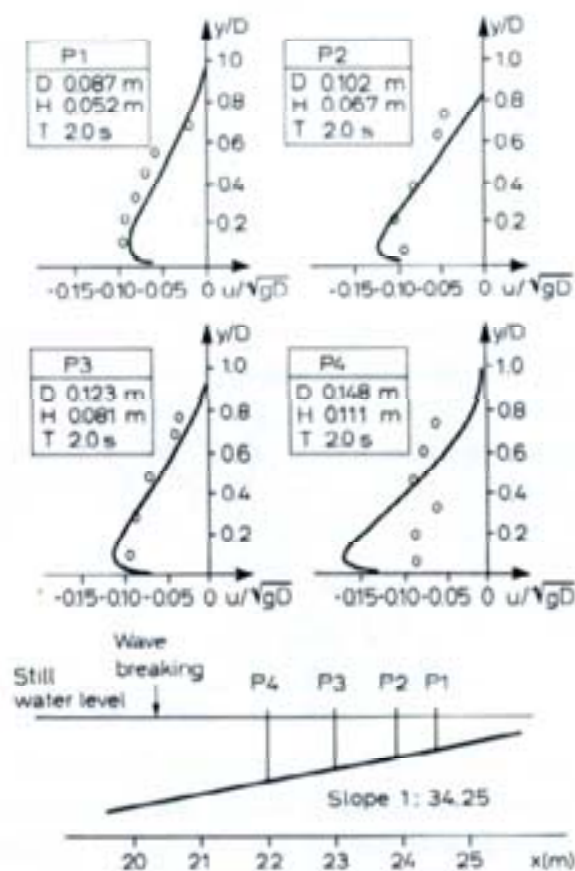 y/D
P1
D 0.087 m
H 0.052 m
T 2.0 s
1.0
0.8
0.6
0.4
0.2
-0.15 -0.10 -0.05 0 u/√gD
y/D
P2
D 0.102 m
H 0.067 m
T 2.0 s
1.0
0.8
0.6
0.4
0.2
-0.15 -0.10 -0.05 0 u/√gD
y/D
P3
D 0.123 m
H 0.081 m
T 2.0 s
1.0
0.8
0.6
0.4
0.2
-0.15 -0.10 -0.05 0 u/√gD
y/D
P4
D 0.148 m
H 0.111 m
T 2.0 s
1.0
0.8
0.6
0.4
0.2
-0.15 -0.10 -0.05 0 u/√gD
Wave
breaking
Still
water level
P4 P3 P2 P1
Slope 1 : 34.25
20 21 22 23 24 25 x(m)